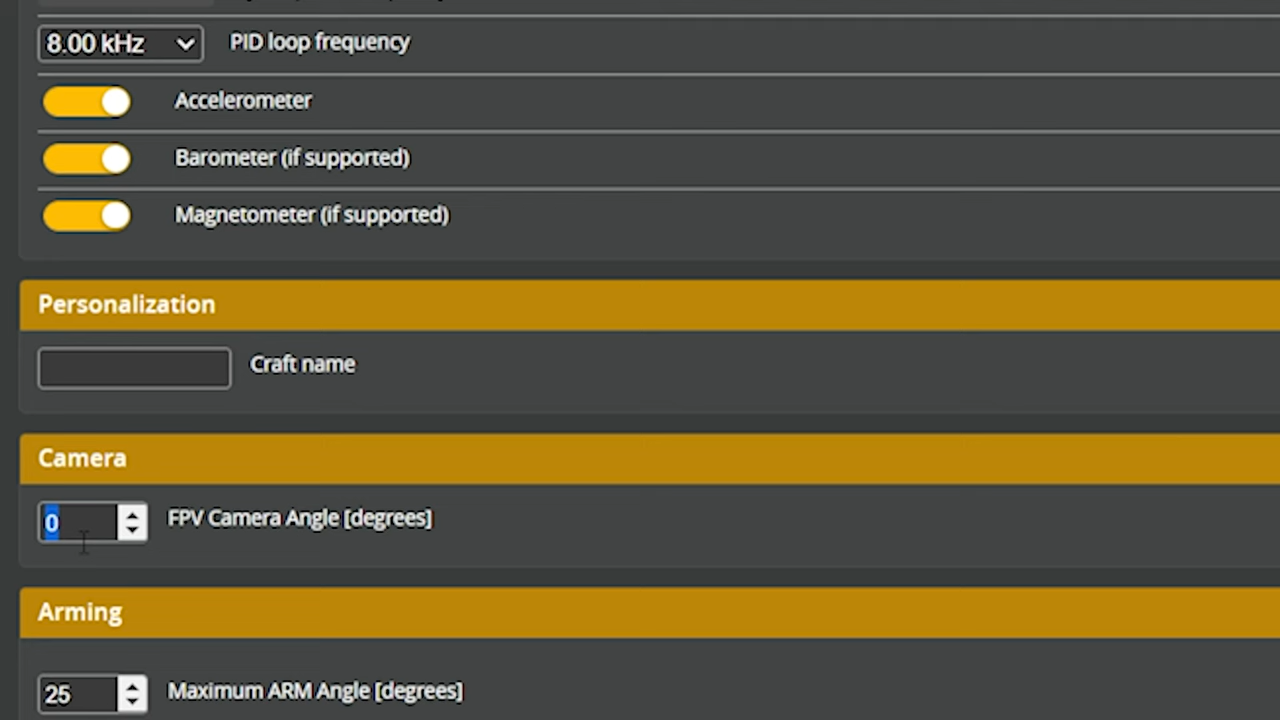 8.00 kHz PID loop frequency
Accelerometer
Barometer (if supported)
Magnetometer (if supported)
Personalization
Craft name
Camera
0 FPV Camera Angle [degrees]
Arming
25 Maximum ARM Angle [degrees]